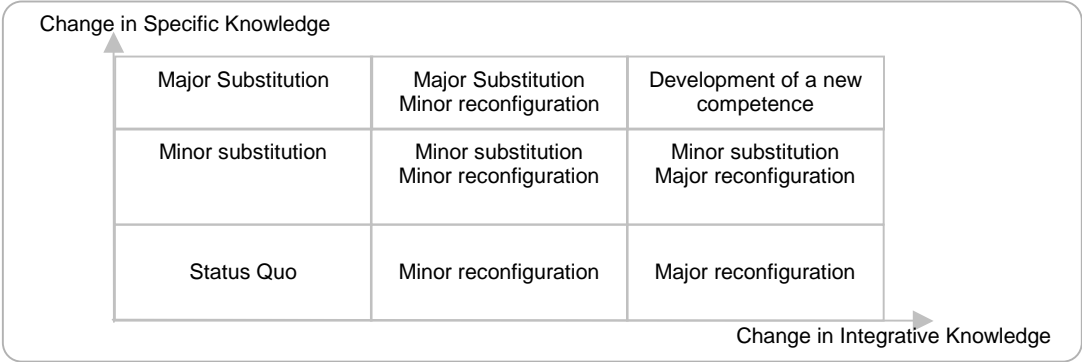 Change in Specific Knowledge
Major Substitution
Major Substitution
Minor reconfiguration
Development of a new
competence
Minor substitution
Minor substitution
Minor reconfiguration
Minor substitution
Major reconfiguration
Status Quo
Minor reconfiguration
Major reconfiguration
Change in Integrative Knowledge